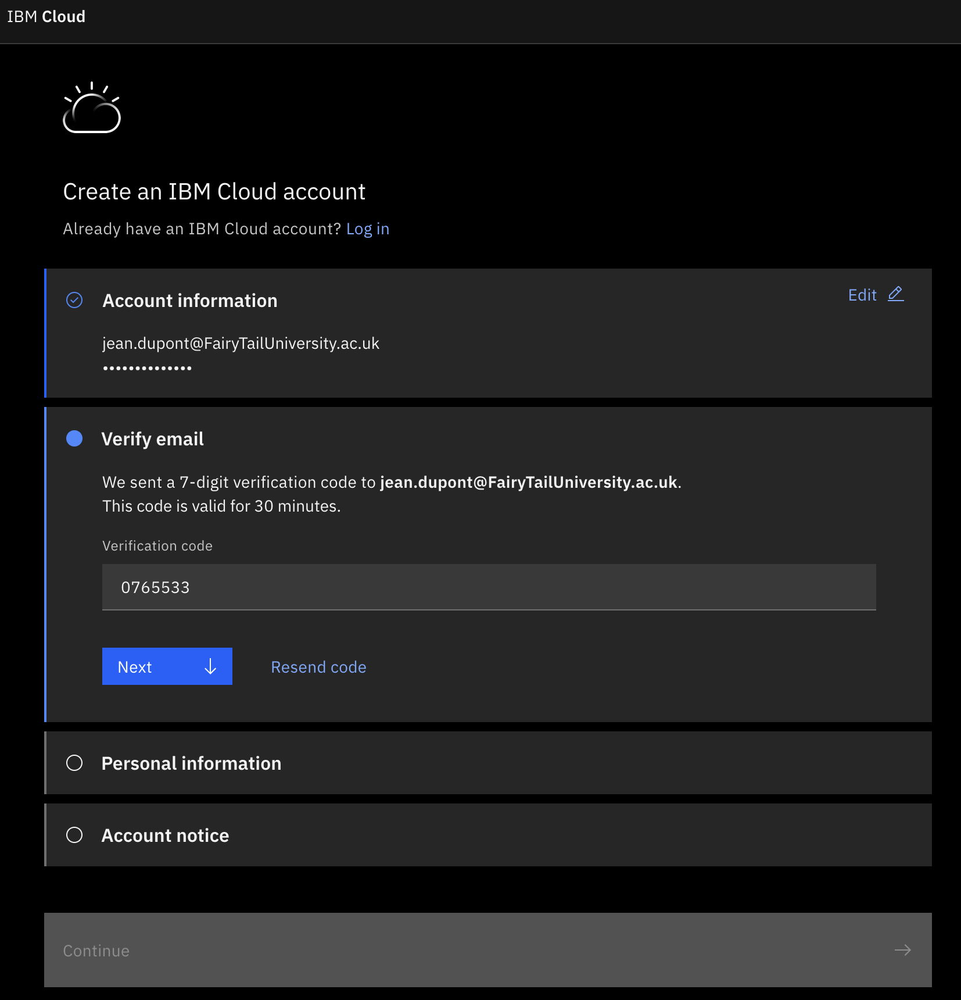 IBM Cloud
Create an IBM Cloud account
Already have an IBM Cloud account? Log in
Account information
Edit
jean.dupont@FairyTailUniversity.ac.uk
••••••••••••••
Verify email
We sent a 7-digit verification code to jean.dupont@FairyTailUniversity.ac.uk.
This code is valid for 30 minutes.
Verification code
0765533
Next
Resend code
Personal information
Account notice
Continue